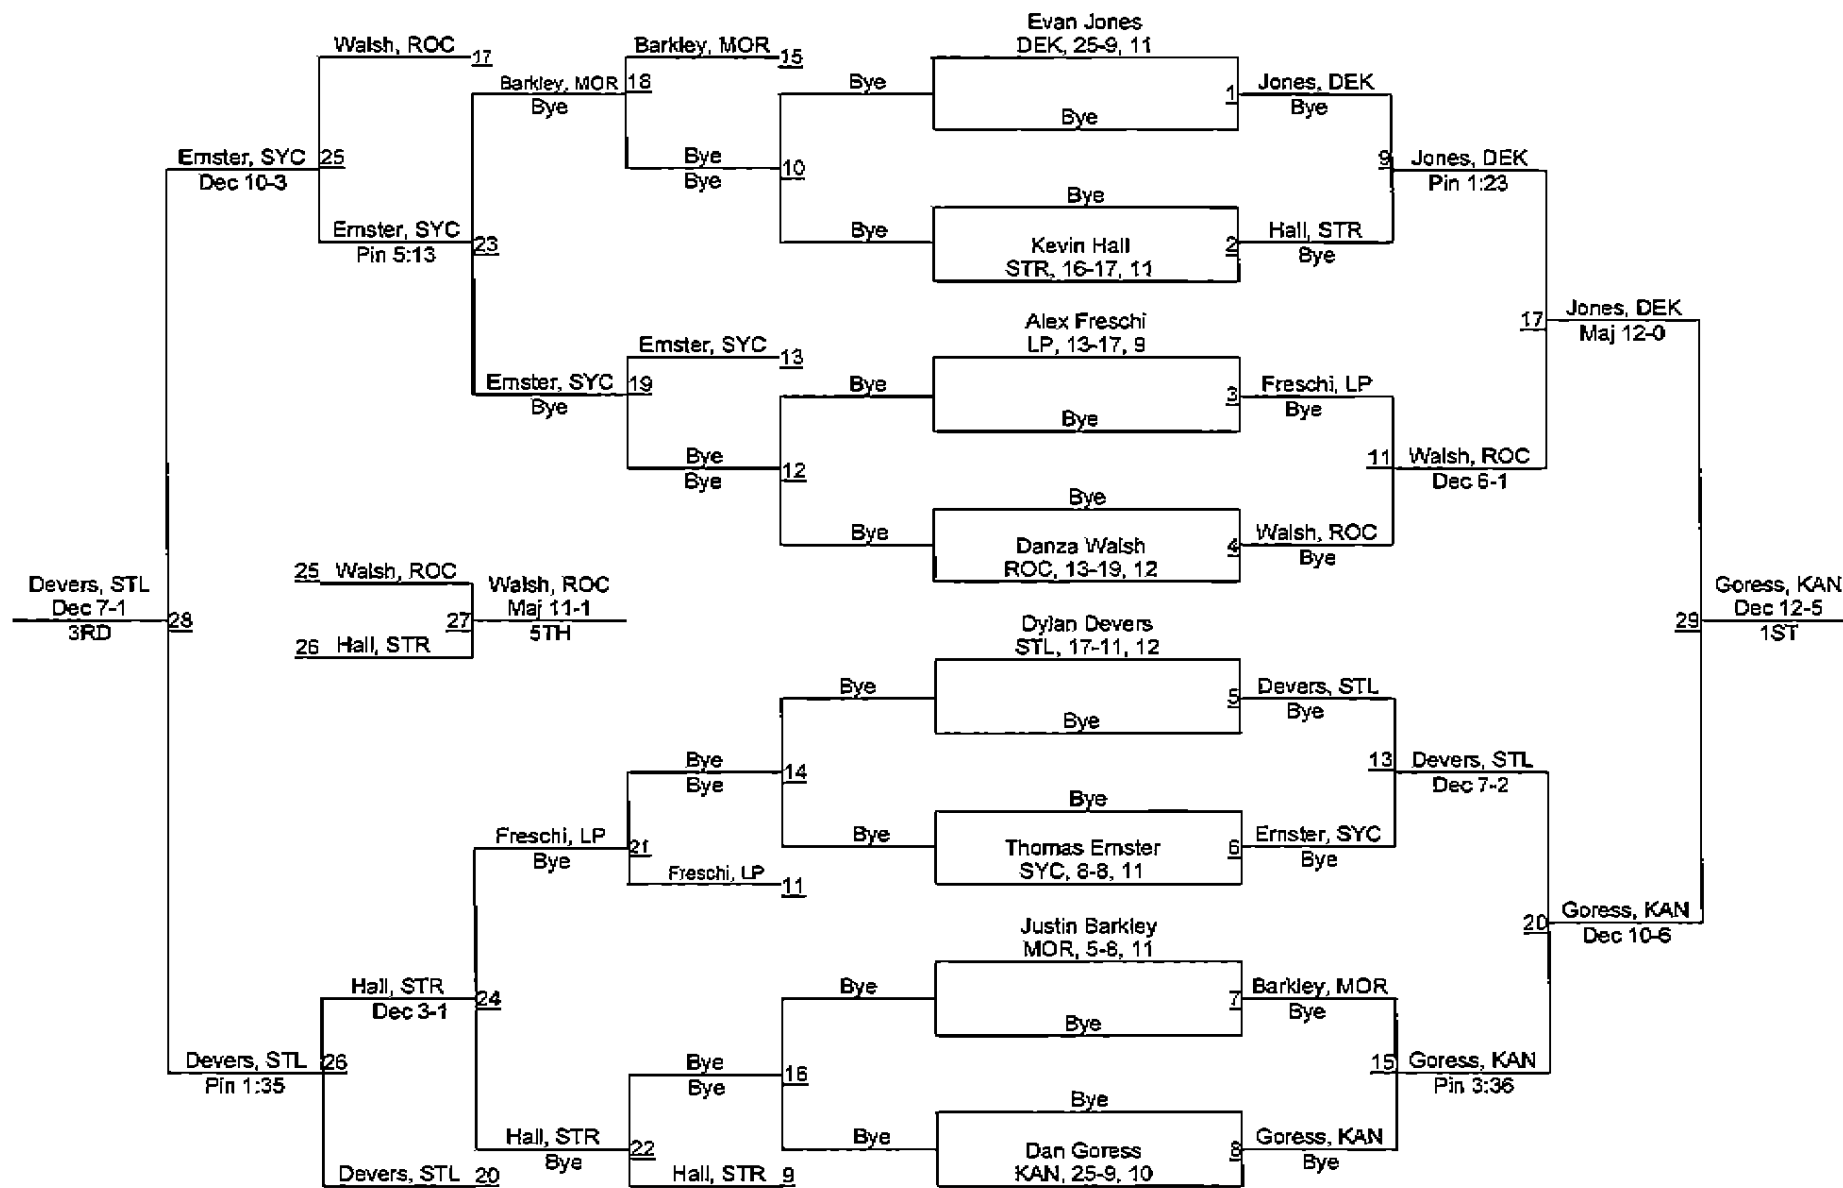 Evan Jones
Walsh, ROC
17
Barkley, MOR
15
DEK, 25-9, 11
Barkley, MOR
18
Bye
Bye
1
Jones, DEK
Bye
Bye
Ernster, SYC
25
Dec 10-3
Bye
Bye
10
9
Jones, DEK
Pin 1:23
Bye
Ernster, SYC
Pin 5:13
23
Bye
Kevin Hall
STR, 16-17, 11
2
Hall, STR
Bye
Alex Freschi
LP, 13-17, 9
17
Jones, DEK
Maj 12-0
Ernster, SYC
13
Ernster, SYC
19
Bye
Bye
3
Freschi, LP
Bye
Bye
Bye
Bye
12
11
Walsh, ROC
Dec 6-1
Bye
Bye
Danza Walsh
ROC, 13-19, 12
4
Walsh, ROC
Bye
Devers, STL
Dec 7-1
3RD
28
25
Walsh, ROC
27
Walsh, ROC
Maj 11-1
5TH
26
Hall, STR
Goress, KAN
Dec 12-5
1ST
29
Dylan Devers
STL, 17-11, 12
Bye
5
Devers, STL
Bye
Bye
Bye
Bye
14
13
Devers, STL
Dec 7-2
Bye
Freschi, LP
Bye
21
Bye
Thomas Ernster
SYC, 8-8, 11
6
Ernster, SYC
Bye
Freschi, LP
11
Justin Barkley
MOR, 5-8, 11
20
Goress, KAN
Dec 10-6
Hall, STR
Dec 3-1
24
Bye
7
Barkley, MOR
Bye
Bye
Devers, STL
Pin 1:35
26
Bye
Bye
16
15
Goress, KAN
Pin 3:36
Bye
Hall, STR
Bye
22
Bye
Dan Goress
KAN, 25-9, 10
8
Goress, KAN
Bye
Devers, STL
20
Hall, STR
9